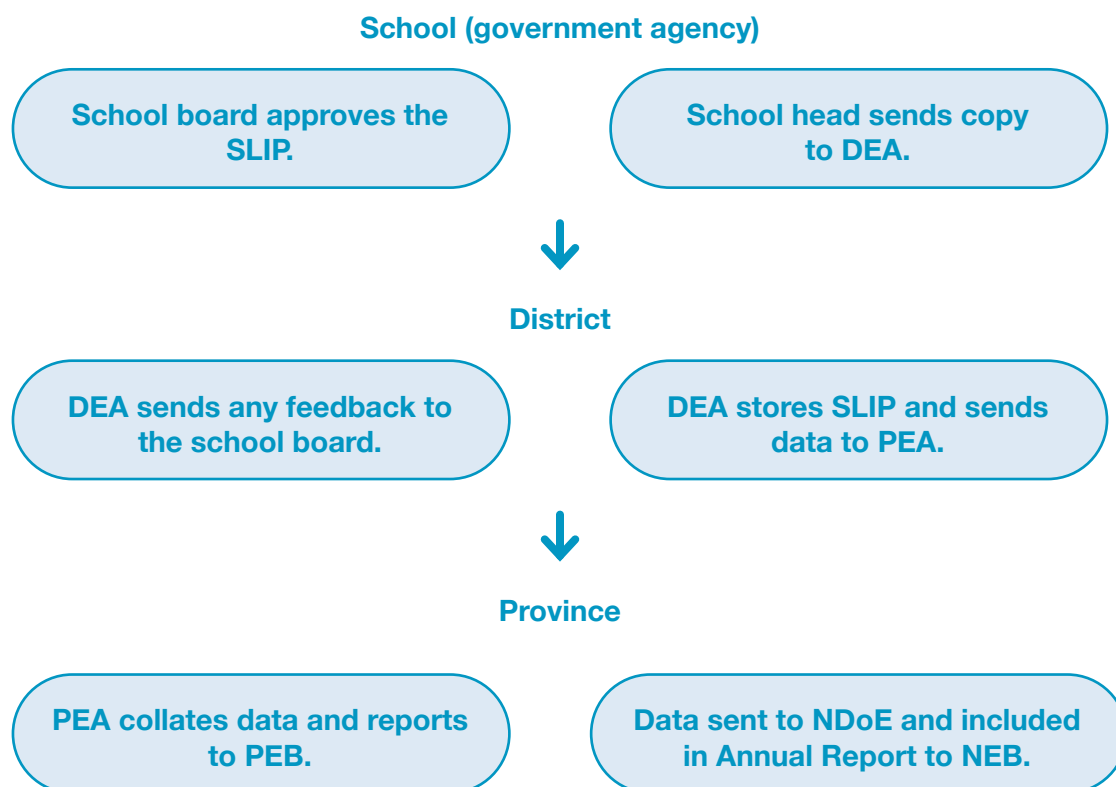 School (government agency)
School board approves the
SLIP.
School head sends copy
to DEA.
District
DEA sends any feedback to
the school board.
DEA stores SLIP and sends
data to PEA.
Province
PEA collates data and reports
to PEB.
Data sent to NDoE and included
in Annual Report to NEB.